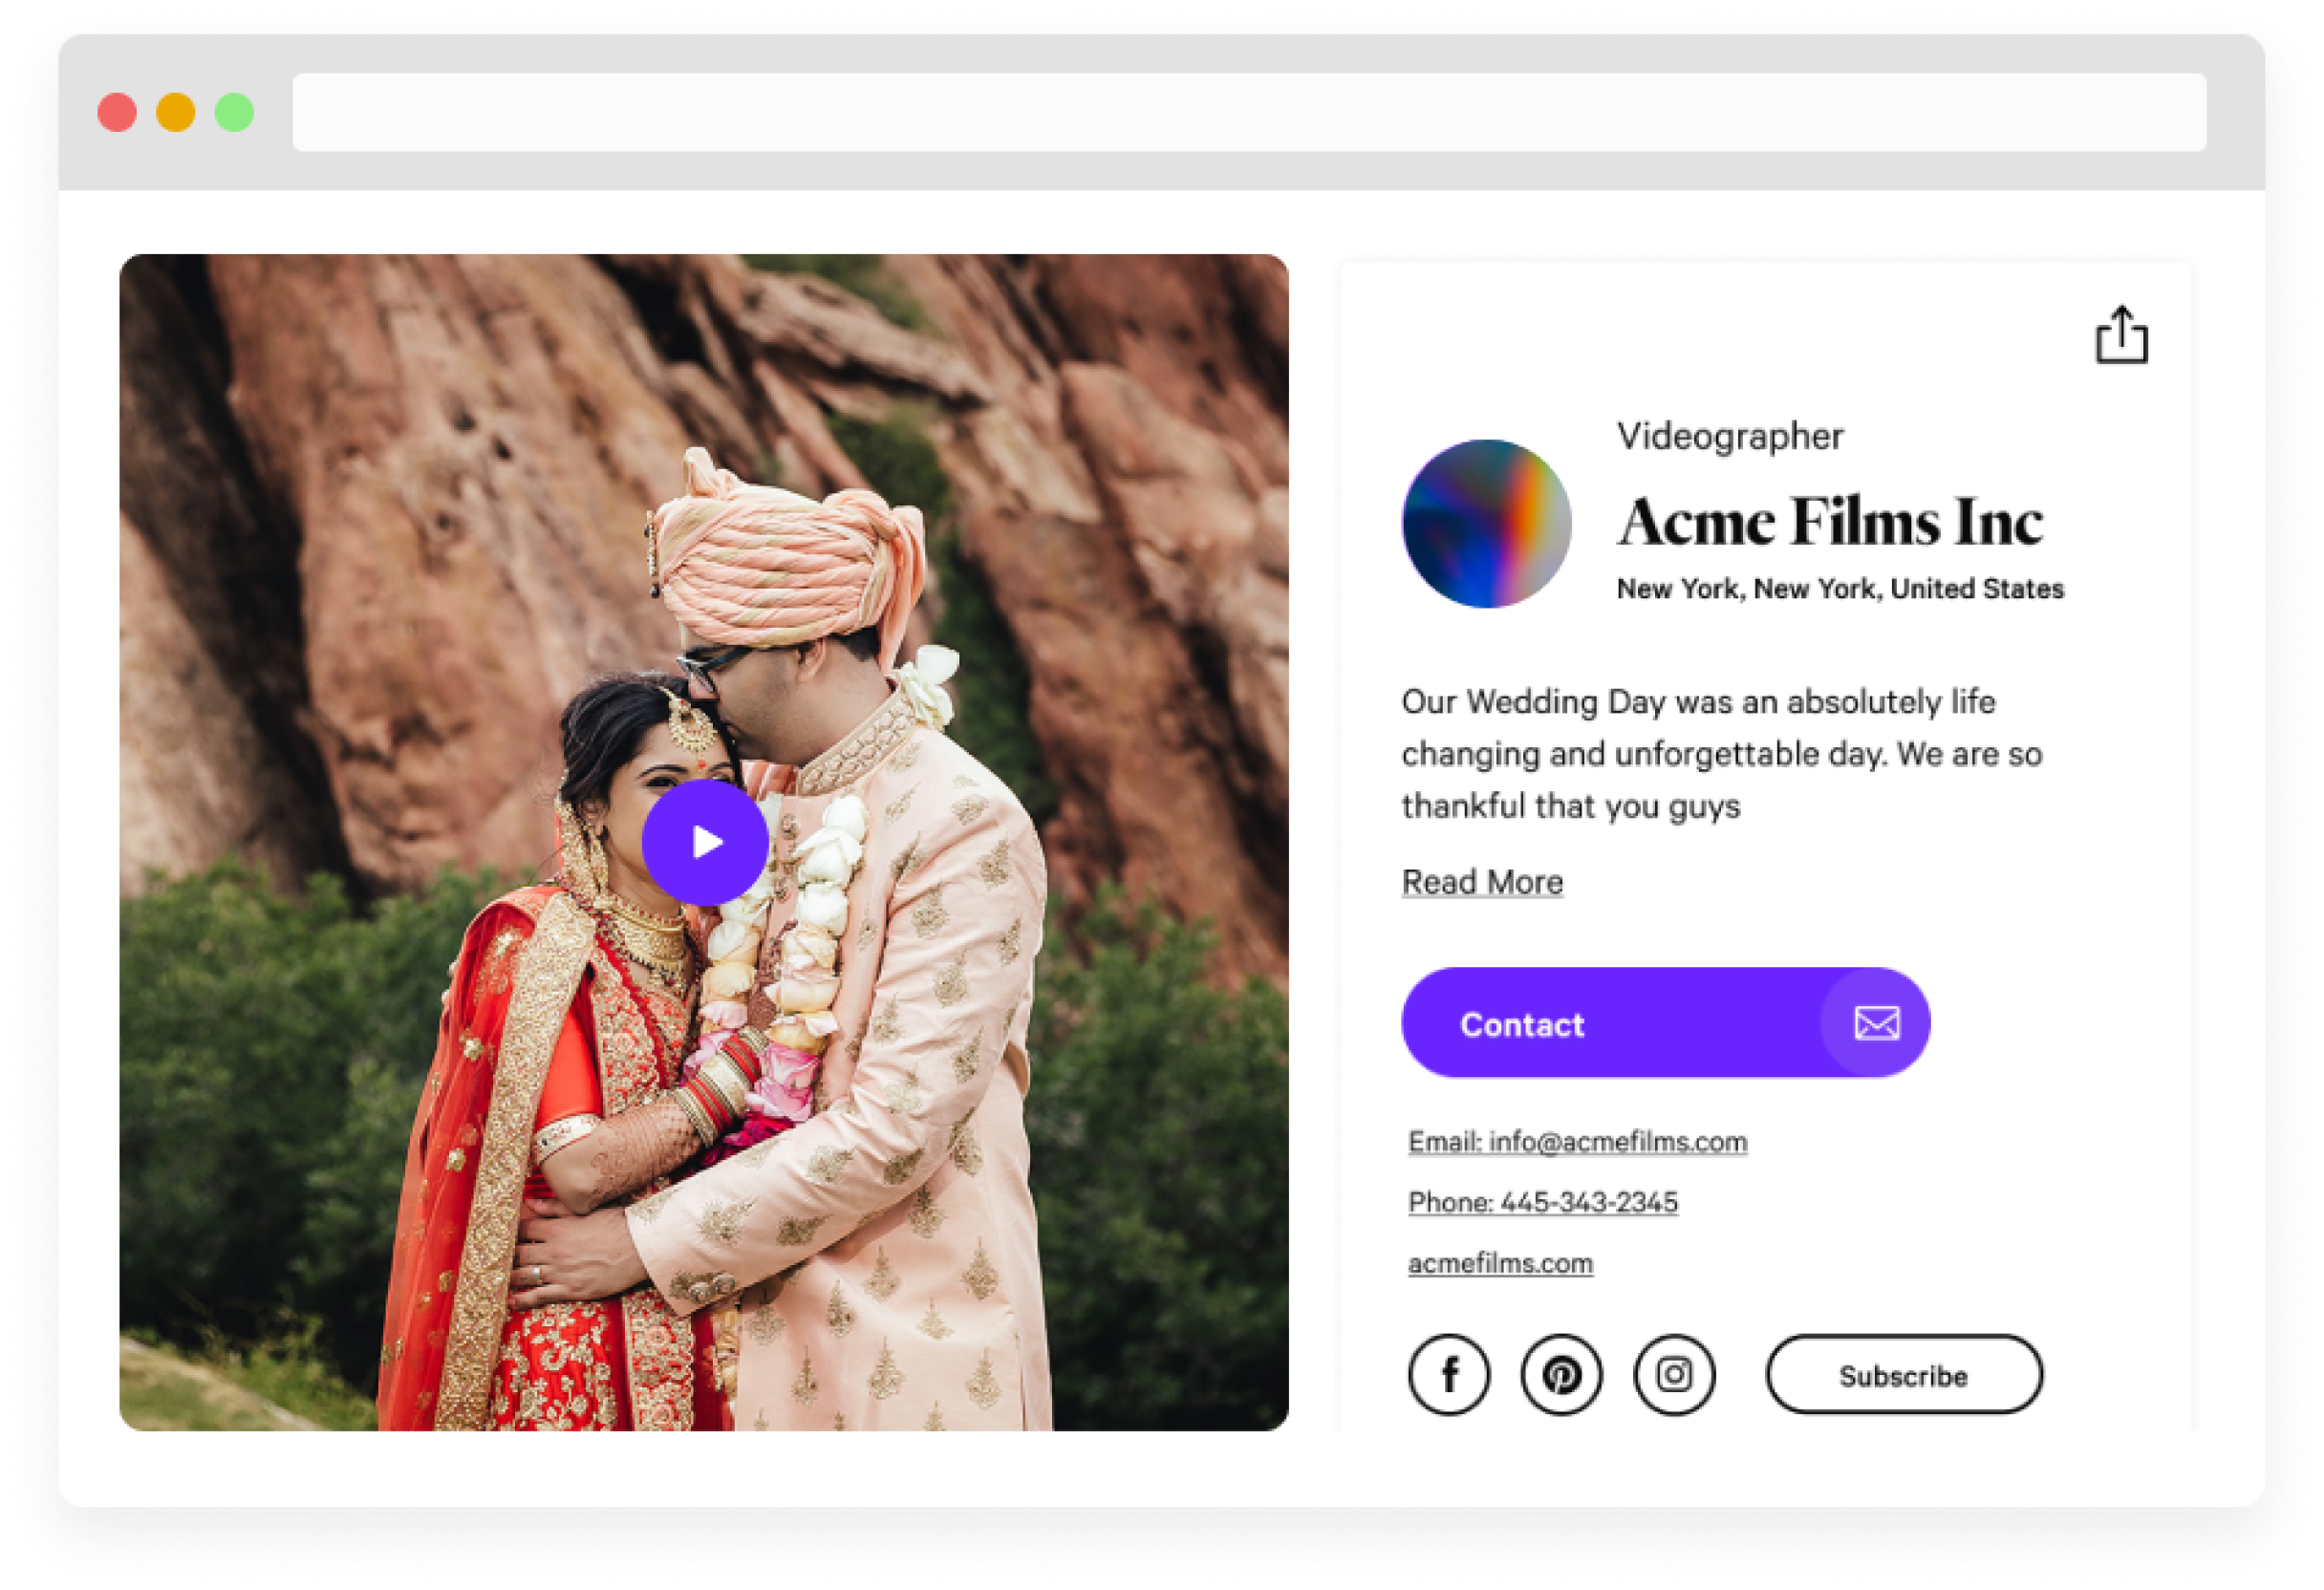 Videographer
Acme Films Inc
New York, New York, United States
Our Wedding Day was an absolutely life
changing and unforgettable day. We are so
thankful that you guys
Read More
Contact
Email: info@acmefilms.com
Phone: 445-343-2345
acmefilms.com
Subscribe